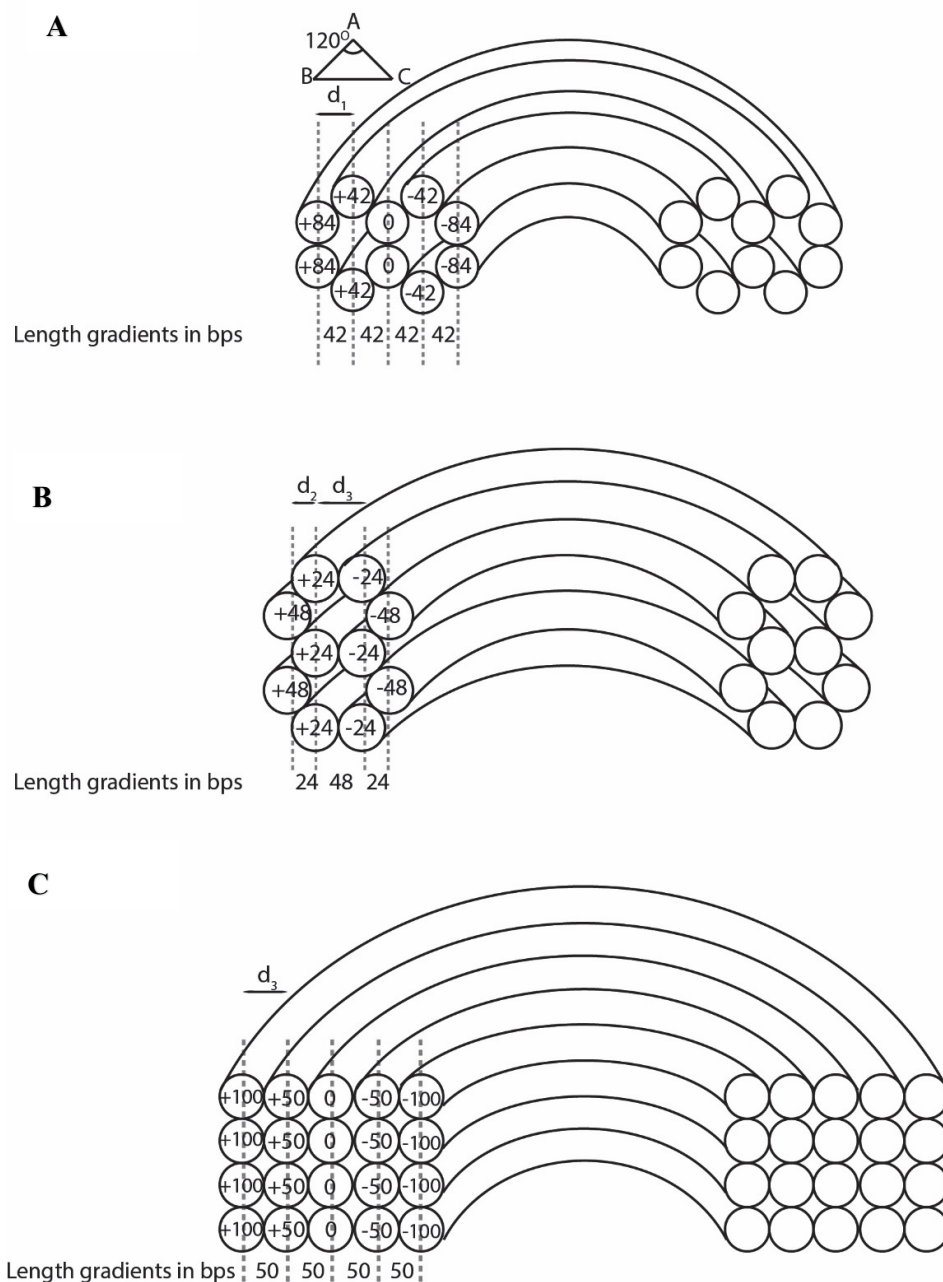 A
A
120°
B C
d₁
+42 -42
+84 0 -84
+84 0 -84
+42 -42
Length gradients in bps 42 42 42 42
B
d₂ d₃
+24 -24
+48 -48
+24 -24
+48 -48
+24 -24
Length gradients in bps 24 48 24
C
d₃
+100 +50 0 -50 -100
+100 +50 0 -50 -100
+100 +50 0 -50 -100
+100 +50 0 -50 -100
Length gradients in bps 50 50 50 50